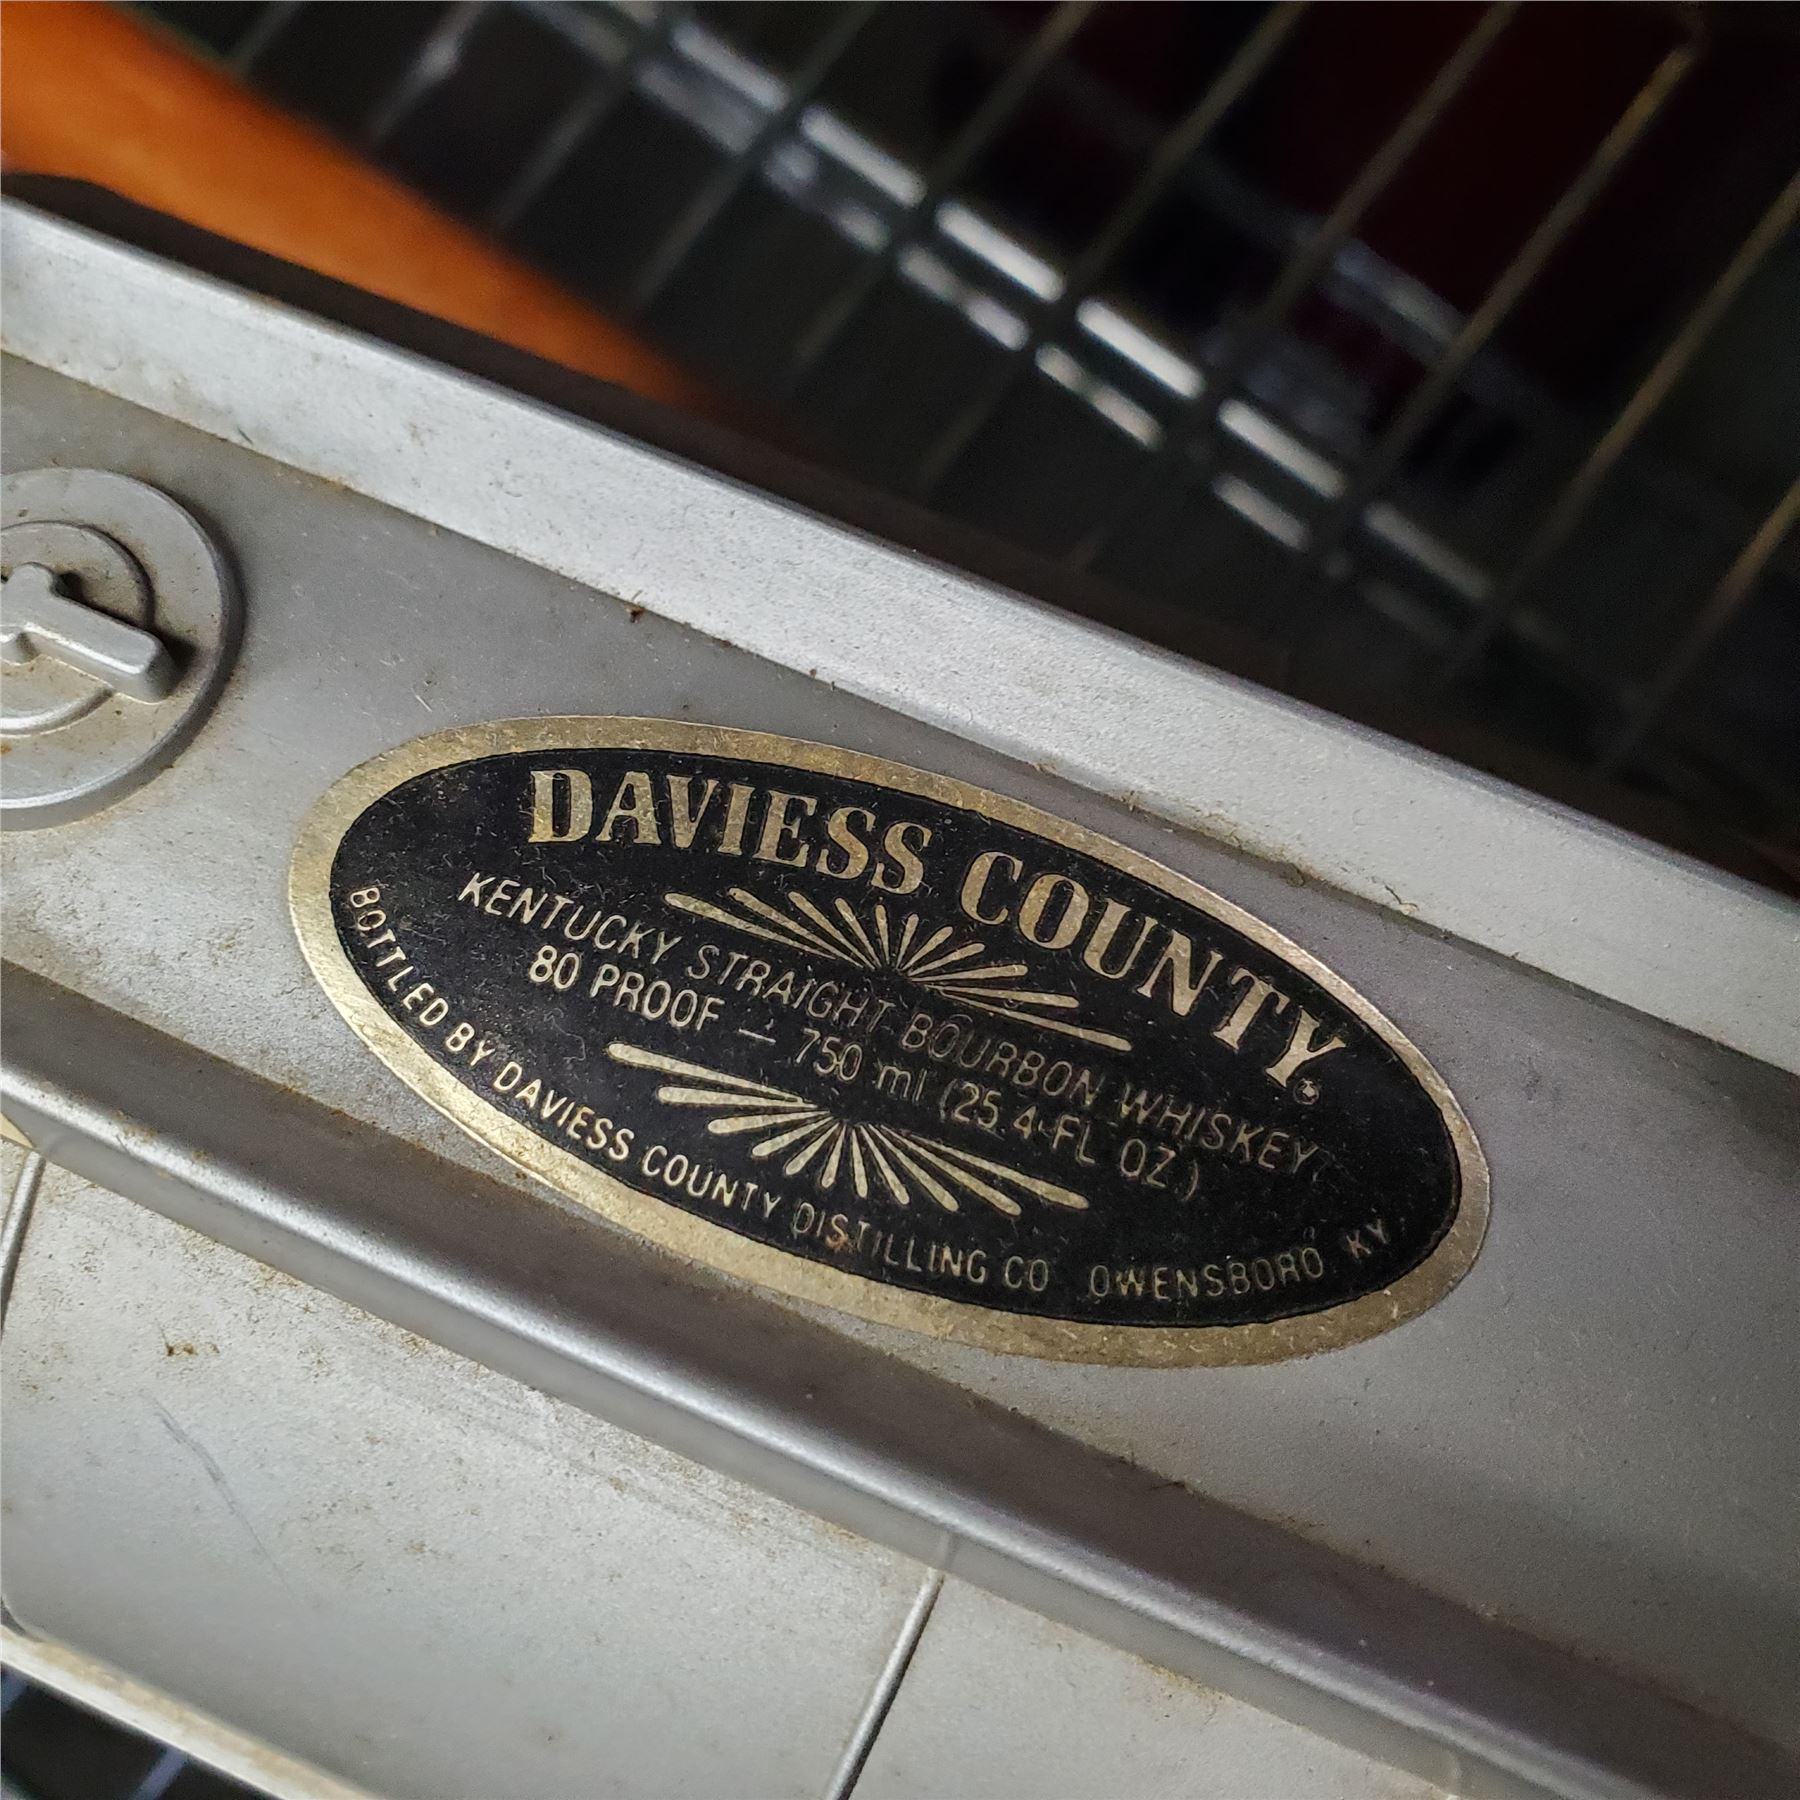 DAVIESS COUNTY®
KENTUCKY STRAIGHT BOURBON WHISKEY
80 PROOF — 750 ml (25.4 FL OZ.)
BOTTLED BY DAVIESS COUNTY DISTILLING CO OWENSBORO KY